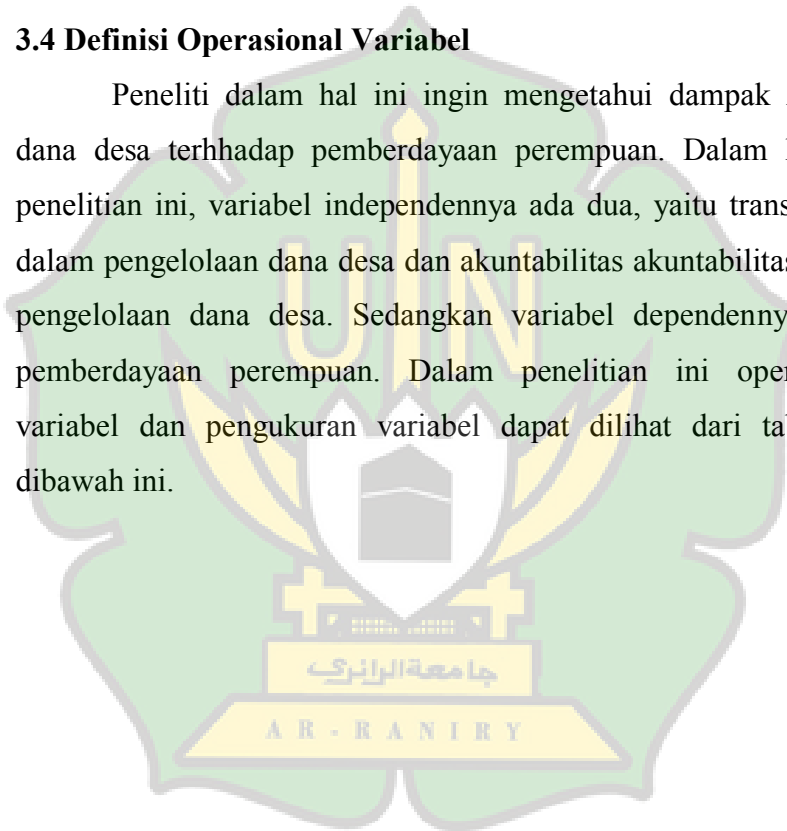 3.4 Definisi Operasional Variabel
Peneliti dalam hal ini ingin mengetahui dampak
dana desa terhhadap pemberdayaan perempuan. Dalam
penelitian ini, variabel independennya ada dua, yaitu trans
dalam pengelolaan dana desa dan akuntabilitas akuntabilitas
pengelolaan dana desa. Sedangkan variabel dependenny
pemberdayaan perempuan. Dalam penelitian ini oper
variabel dan pengukuran variabel dapat dilihat dari ta
dibawah ini.
UIN
جامعةالرانري
AR-RANIRY